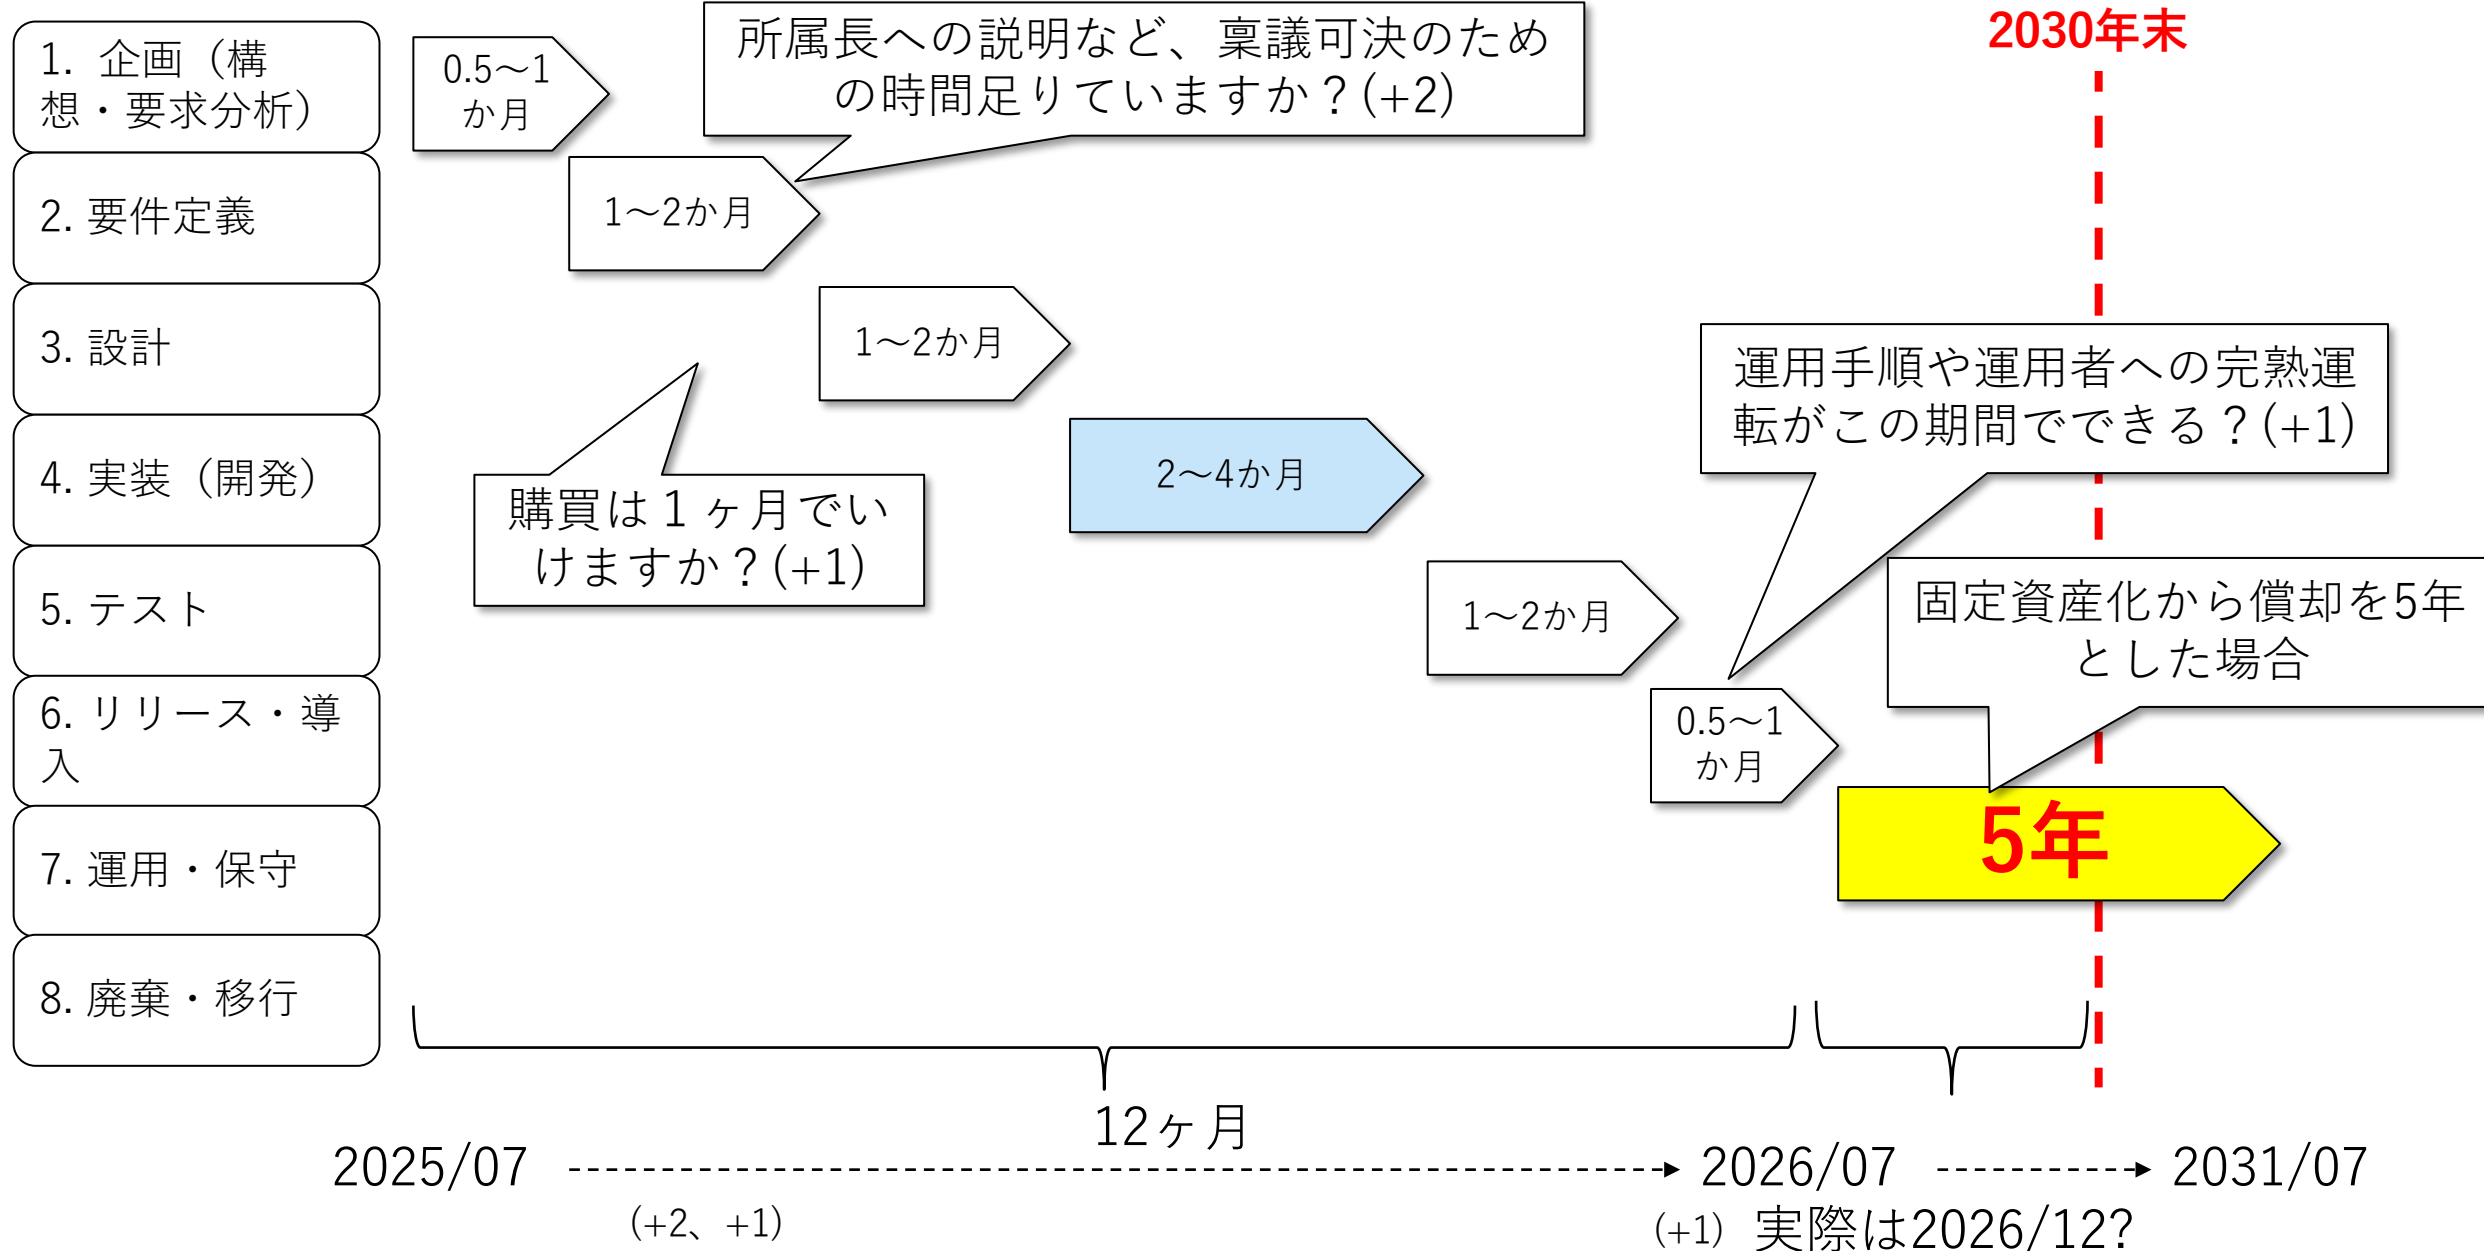 1. 企画（構
想・要求分析）
2. 要件定義
3. 設計
4. 実装（開発）
5. テスト
6. リリース・導
入
7. 運用・保守
8. 廃棄・移行
0.5～1
か月
所属長への説明など、稟議可決のため
の時間足りていますか？(+2)
2030年末
1～2か月
1～2か月
運用手順や運用者への完熟運
転がこの期間でできる？(+1)
2～4か月
購買は１ヶ月でい
けますか？(+1)
1～2か月
固定資産化から償却を5年
とした場合
0.5～1
か月
5年
12ヶ月
2025/07
2026/07
2031/07
(+2、+1)
(+1)
実際は2026/12?